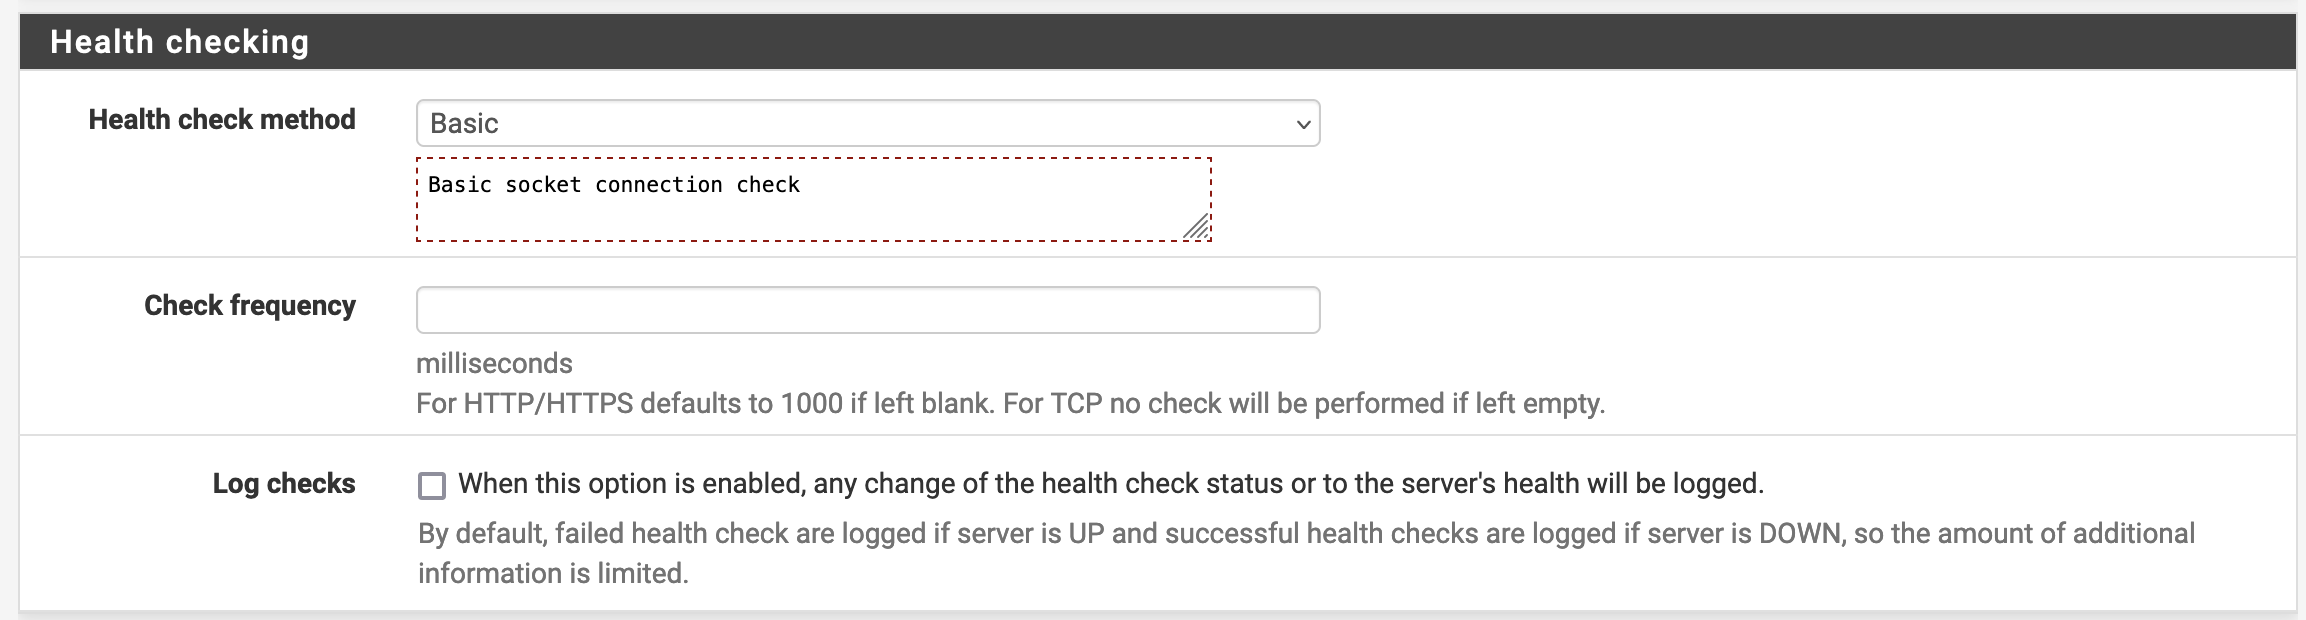 Health checking
Health check method
Basic
Basic socket connection check
Check frequency
milliseconds
For HTTP/HTTPS defaults to 1000 if left blank. For TCP no check will be performed if left empty.
Log checks
When this option is enabled, any change of the health check status or to the server's health will be logged.
By default, failed health check are logged if server is UP and successful health checks are logged if server is DOWN, so the amount of additional
information is limited.